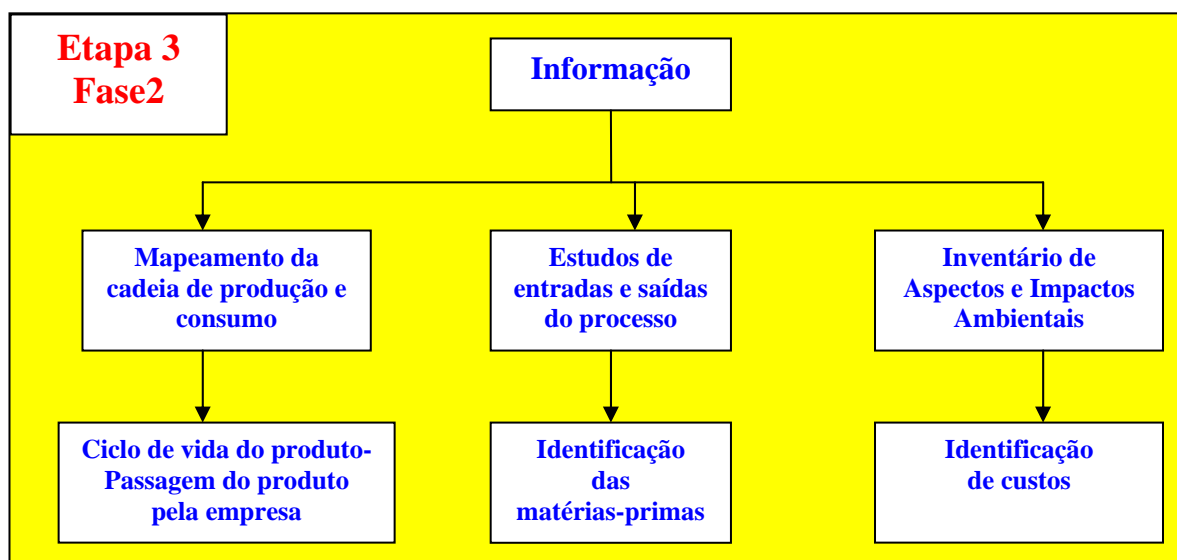 Etapa 3
Fase2
Informação
Mapeamento da
cadeia de produção e
consumo
Estudos de
entradas e saídas
do processo
Inventário de
Aspectos e Impactos
Ambientais
Ciclo de vida do produto-
Passagem do produto
pela empresa
Identificação
das
matérias-primas
Identificação
de custos